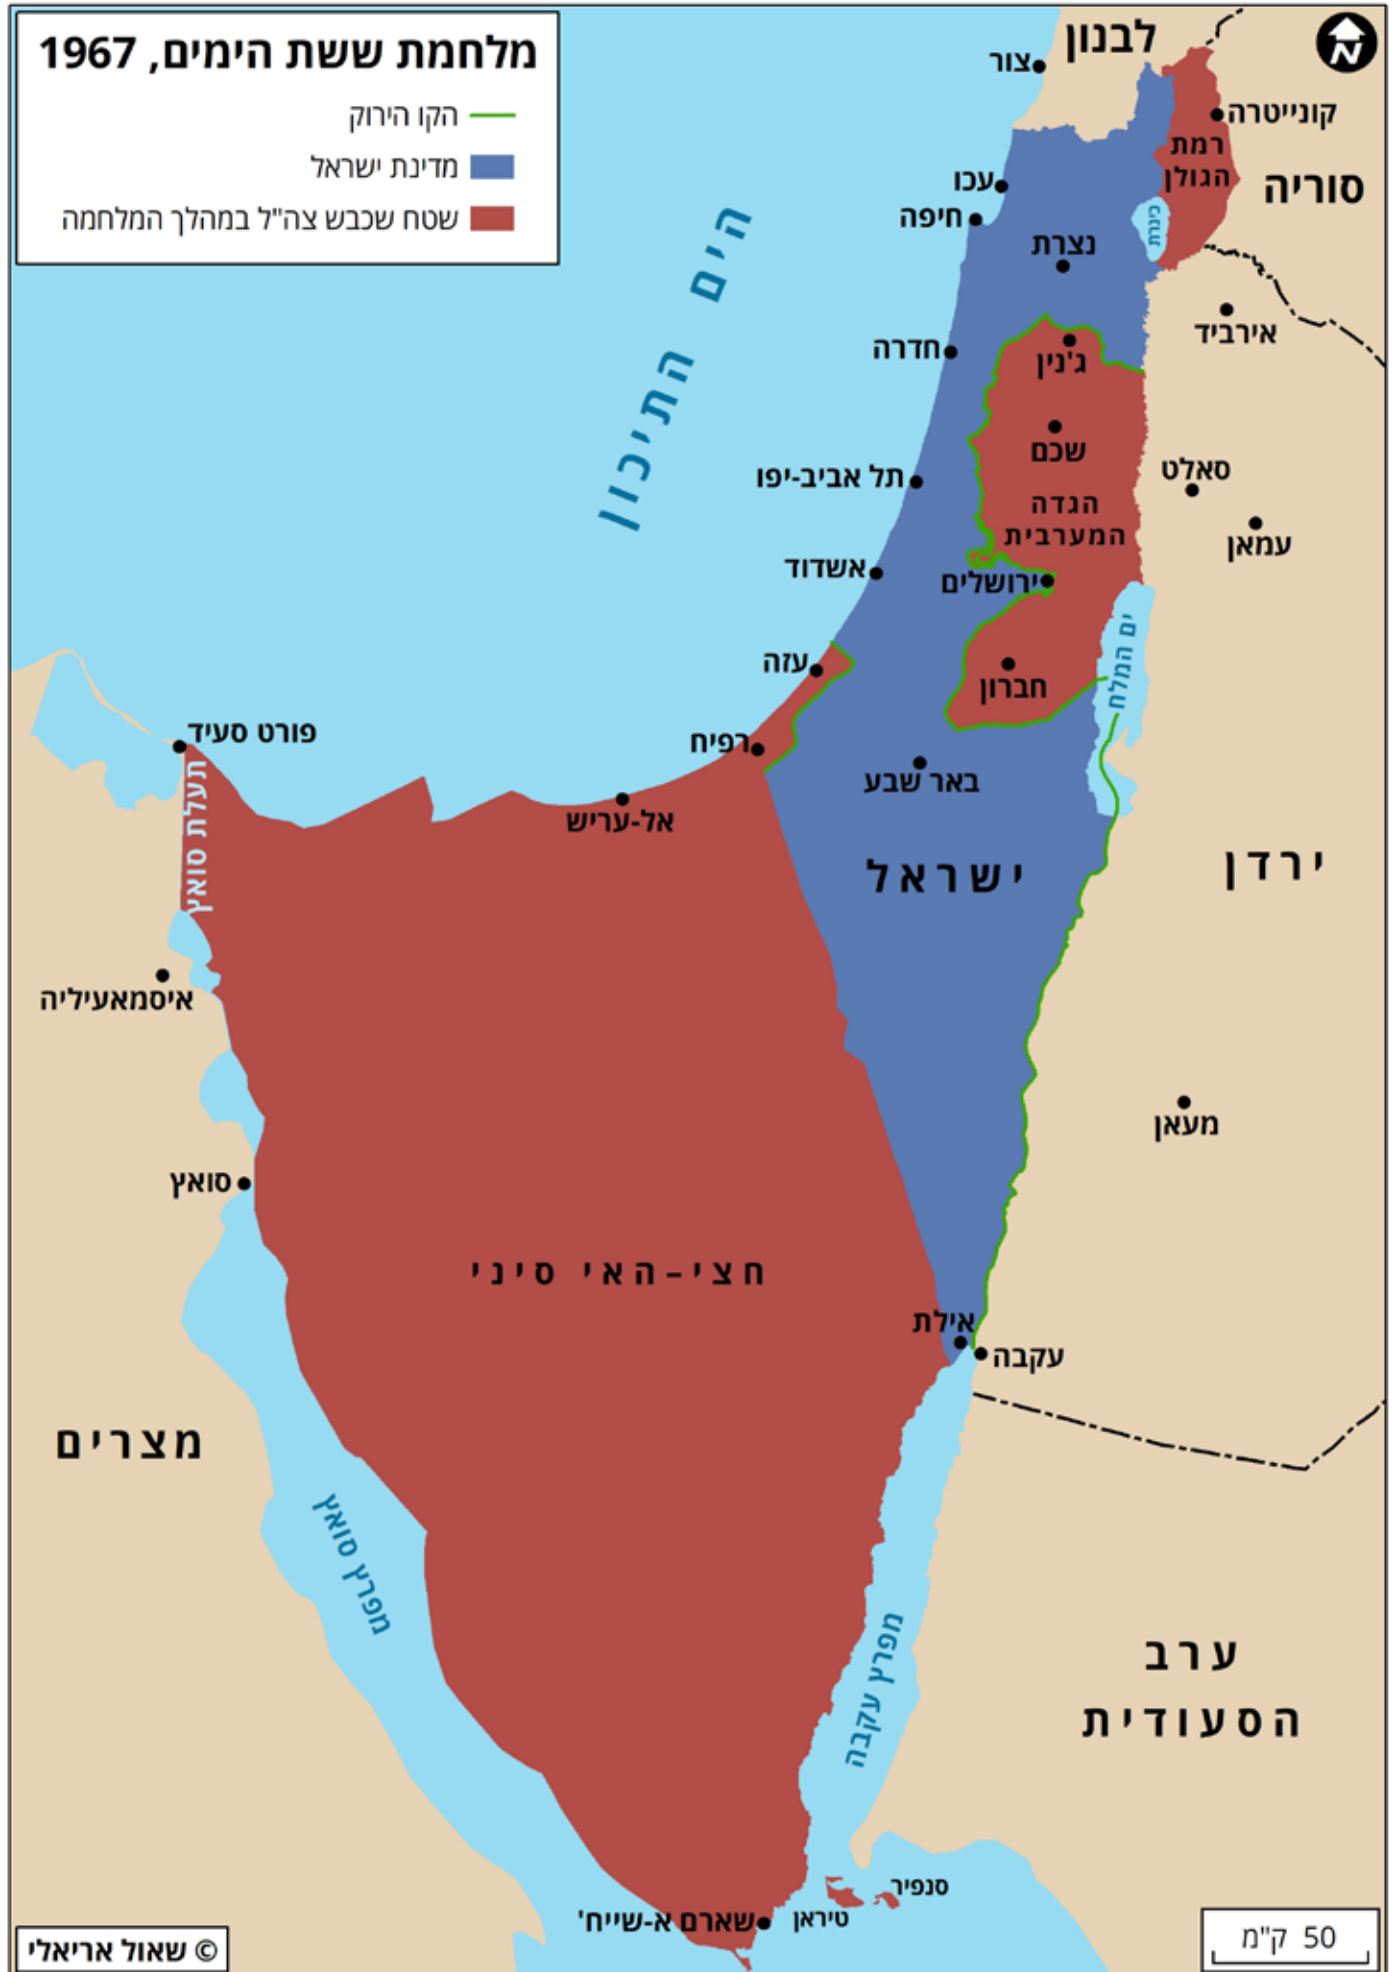 מלחמת ששת הימים, 1967
הקו הירוק
מדינת ישראל
שטח שכבש צה"ל במהלך המלחמה
N
לבנון
צור
קונייטרה
רמת
הגולן
סוריה
עכו
חיפה
כינרת
נצרת
הים התיכון
אירביד
חדרה
ג'נין
שכם
סאלט
תל אביב-יפו
הגדה
המערבית
עמאן
אשדוד
ירושלים
ים המלח
עזה
חברון
פורט סעיד
רפיח
תעלת סואץ
באר שבע
אל-עריש
ישראל
ירדן
איסמאעיליה
מעאן
סואץ
חצי-האי סיני
אילת
עקבה
מצרים
מפרץ סואץ
מפרץ עקבה
ערב
הסעודית
סנפיר
טיראן
שארם א-שייח'
© שאול אריאלי
50 ק"מ